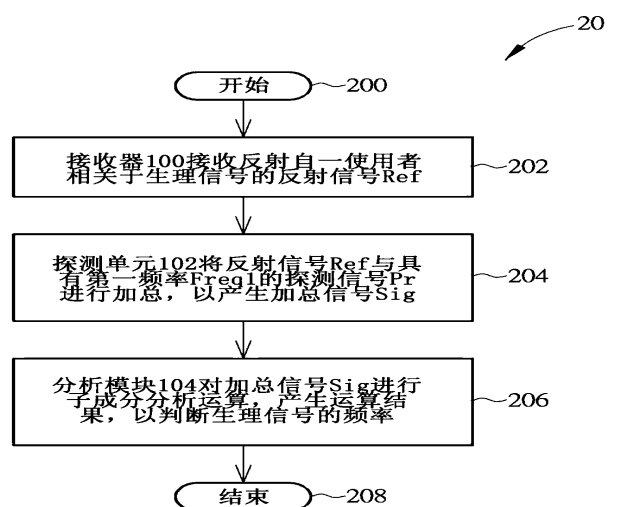 20
开始
200
接收器100接收反射自一使用者
相关于生理信号的反射信号Ref
202
探测单元102将反射信号Ref与具
有第一频率Freq1的探测信号Pr
进行加总，以产生加总信号Sig
204
分析模块104对加总信号Sig进行
子成分分析运算，产生运算结
果，以判断生理信号的频率
206
结束
208